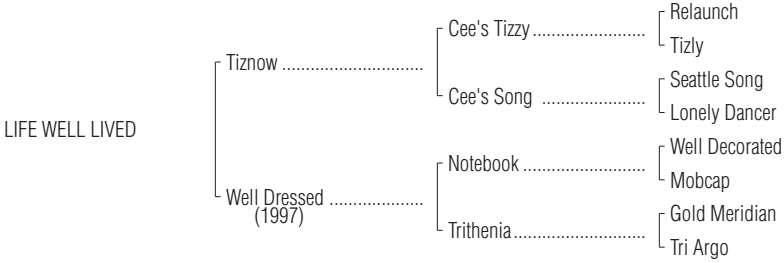 Relaunch
Cee's Tizzy
Tizly
Tiznow
Seattle Song
Cee's Song
Lonely Dancer
LIFE WELL LIVED
Well Decorated
Notebook
Mobcap
Well Dressed
(1997)
Gold Meridian
Trithenia
Tri Argo